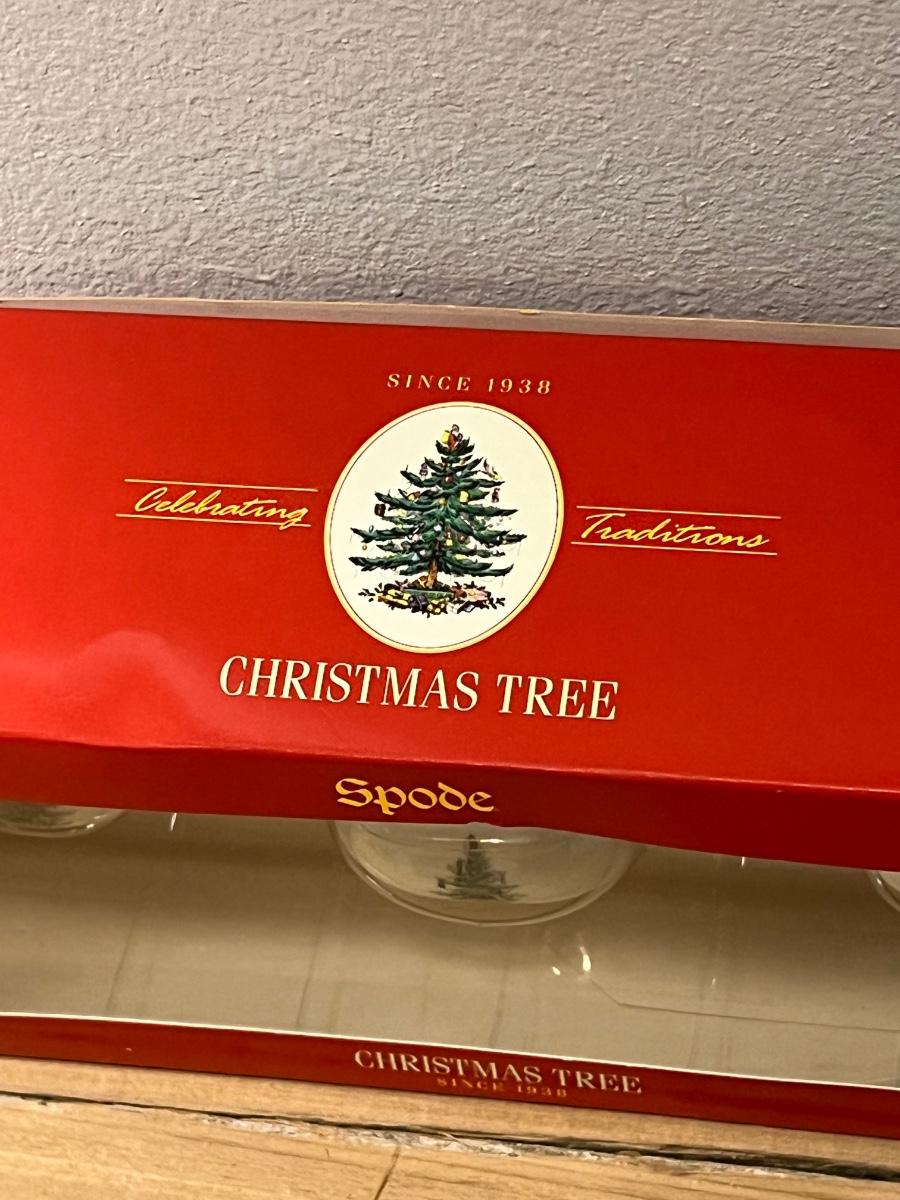 SINCE 1938
Celebrating
Traditions
CHRISTMAS TREE
Spode
CHRISTMAS TREE
SINCE 1938